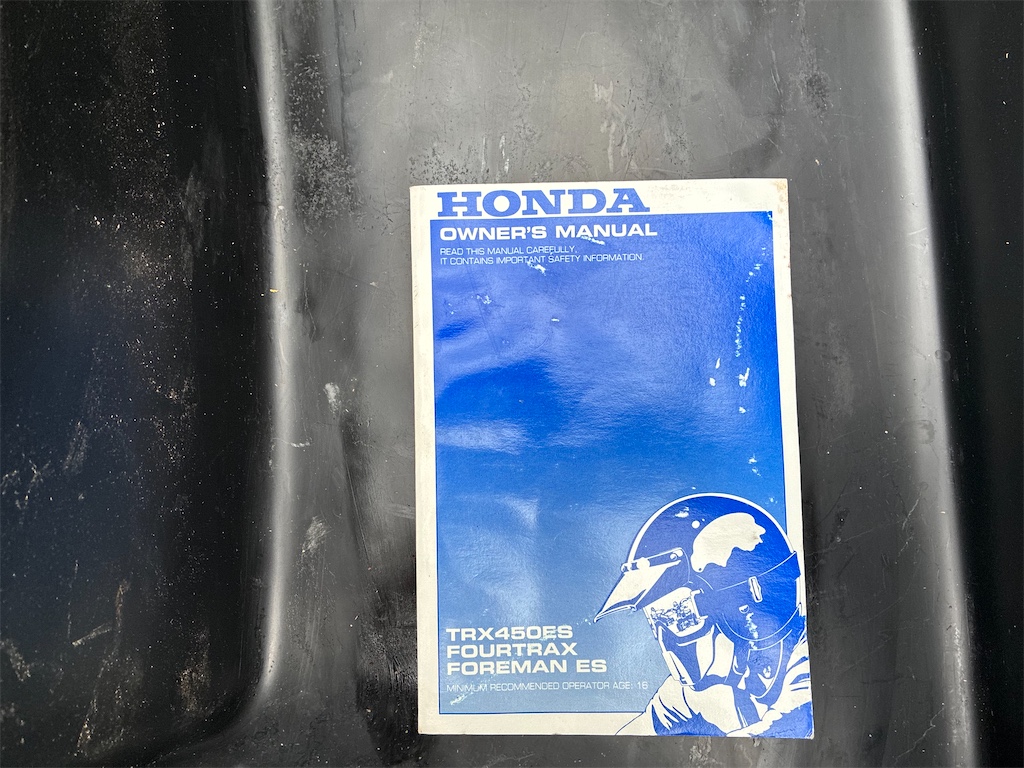 HONDA
OWNER'S MANUAL
READ THIS MANUAL CAREFULLY.
IT CONTAINS IMPORTANT SAFETY INFORMATION.
TRX450ES
FOURTRAX
FOREMAN ES
MINIMUM RECOMMENDED OPERATOR AGE: 16